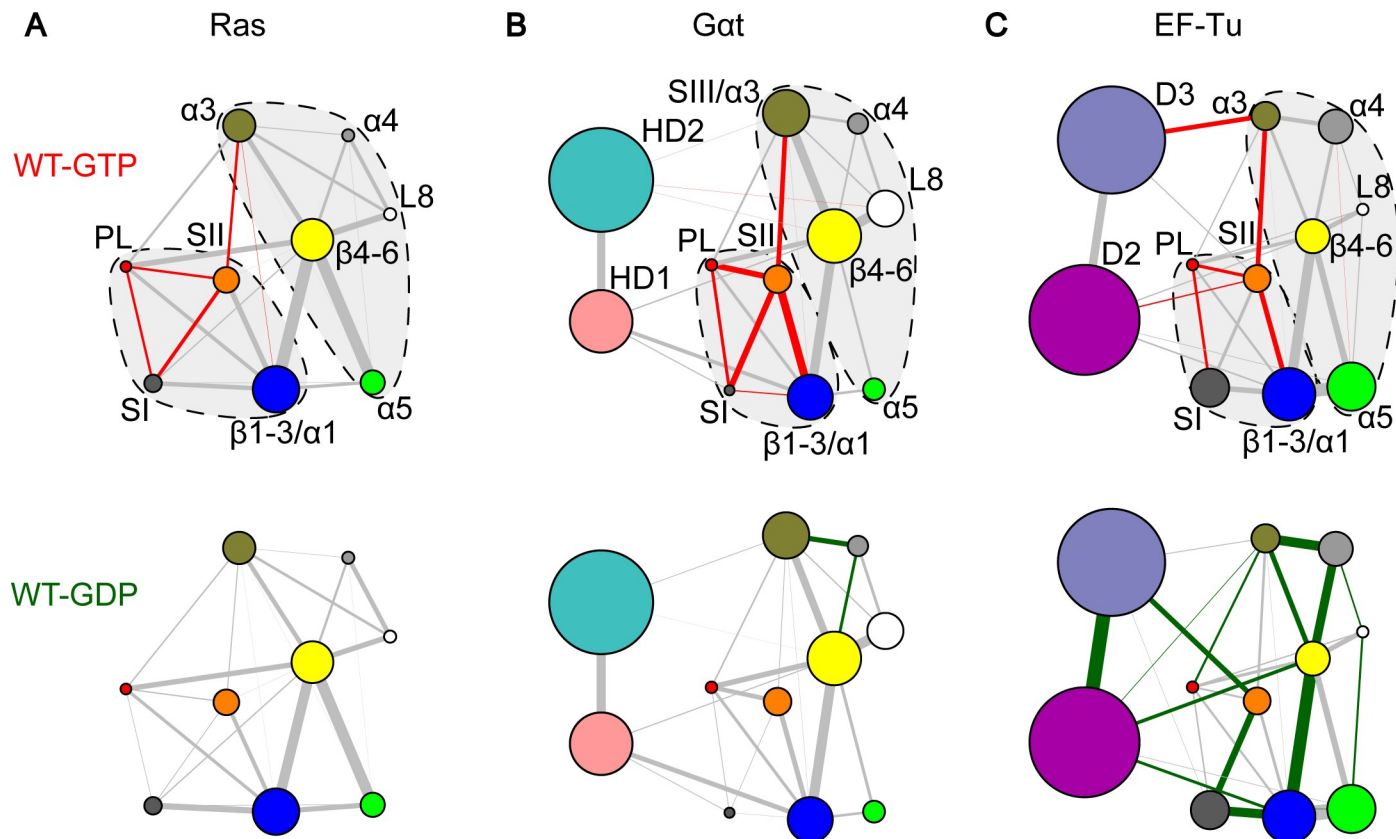 A Ras
B Gαt
C EF-Tu
WT-GTP
α3
α4
L8
PL
SII
β4-6
SI
α5
β1-3/α1
SIII/α3
α4
HD2
L8
PL
SII
β4-6
HD1
SI
α5
β1-3/α1
D3
α3
α4
L8
PL
SII
β4-6
D2
SI
α5
β1-3/α1
WT-GDP